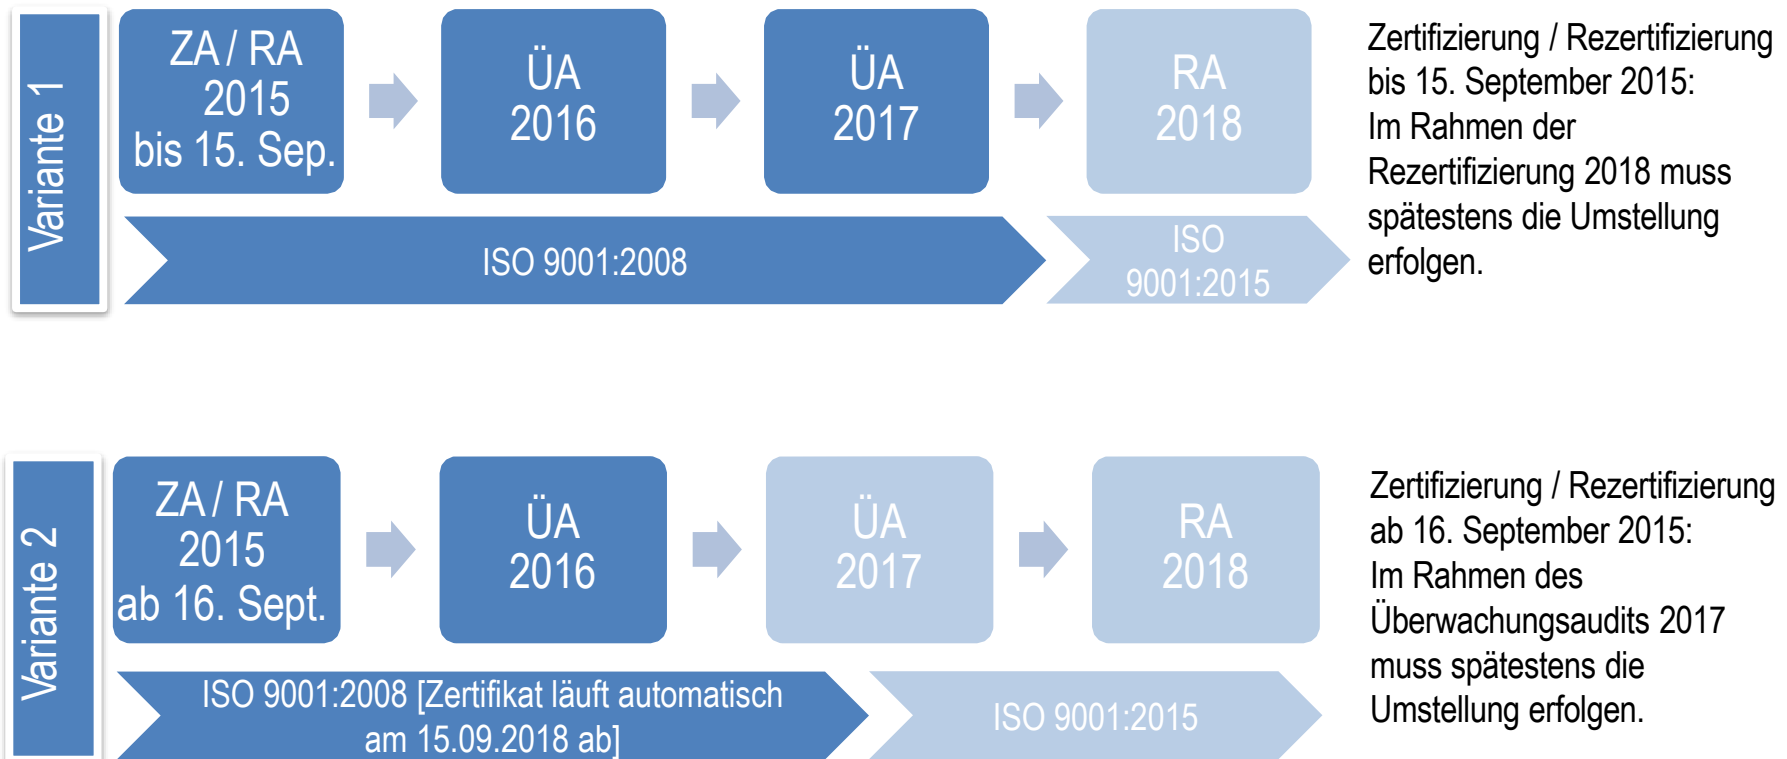 Variante 1
ZA / RA
2015
bis 15. Sep.
ÜA
2016
ÜA
2017
RA
2018
ISO 9001:2008
ISO
9001:2015
Zertifizierung / Rezertifizierung
bis 15. September 2015:
Im Rahmen der
Rezertifizierung 2018 muss
spätestens die Umstellung
erfolgen.
Variante 2
ZA / RA
2015
ab 16. Sept.
ÜA
2016
ÜA
2017
RA
2018
ISO 9001:2008 [Zertifikat läuft automatisch
am 15.09.2018 ab]
ISO 9001:2015
Zertifizierung / Rezertifizierung
ab 16. September 2015:
Im Rahmen des
Überwachungsaudits 2017
muss spätestens die
Umstellung erfolgen.